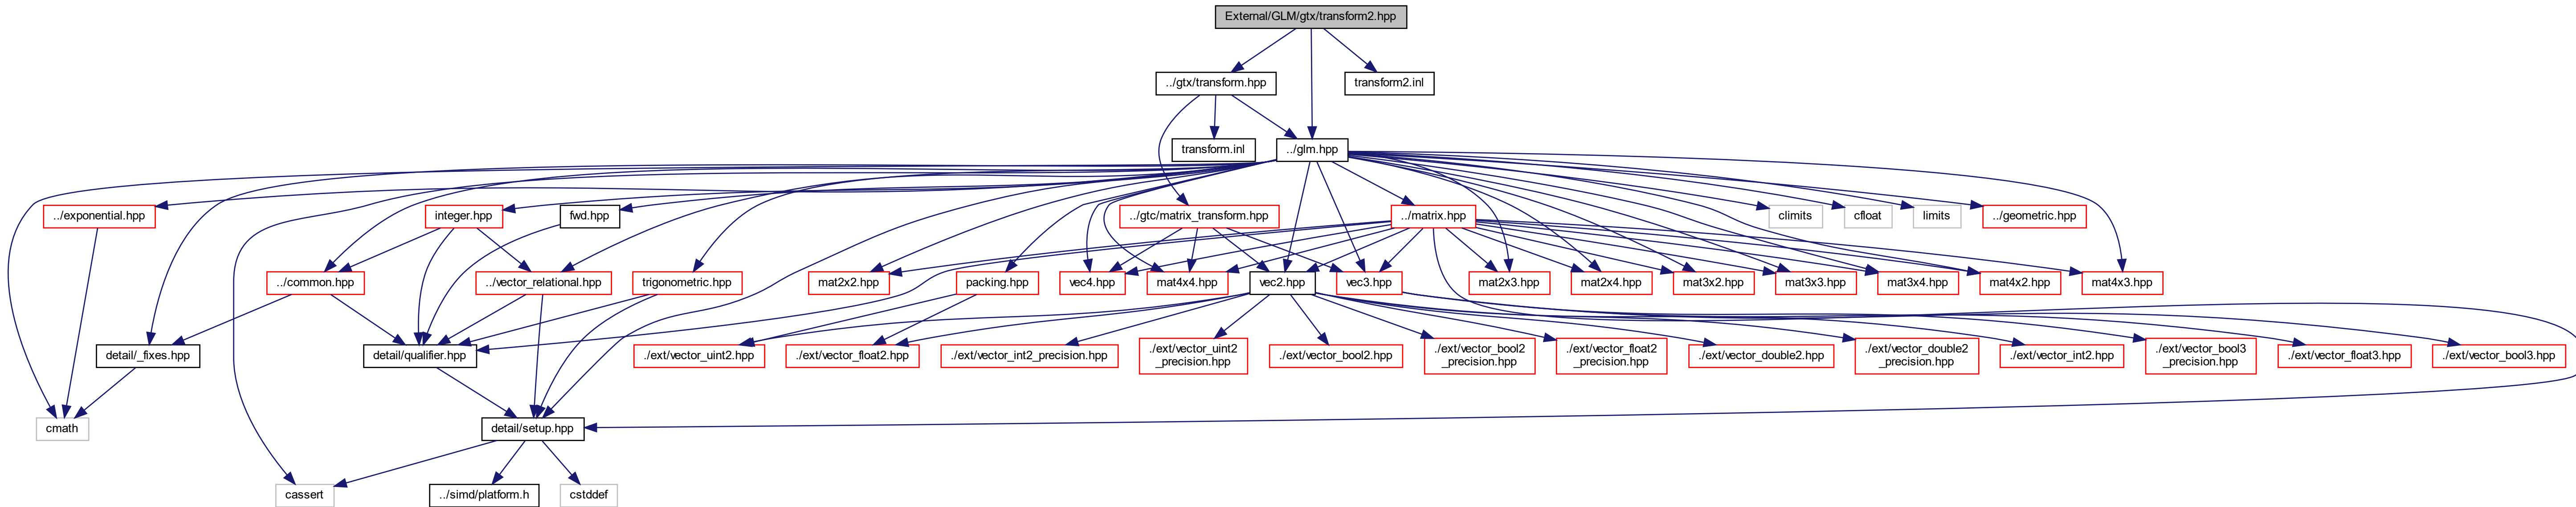 External/GLM/gtx/transform2.hpp
../gtx/transform.hpp
transform2.inl
transform.inl
../glm.hpp
../exponential.hpp
integer.hpp
fwd.hpp
../gtc/matrix_transform.hpp
../matrix.hpp
climits
cfloat
limits
../geometric.hpp
../common.hpp
../vector_relational.hpp
trigonometric.hpp
mat2x2.hpp
packing.hpp
vec4.hpp
mat4x4.hpp
vec2.hpp
vec3.hpp
mat2x3.hpp
mat2x4.hpp
mat3x2.hpp
mat3x3.hpp
mat3x4.hpp
mat4x2.hpp
mat4x3.hpp
detail/_fixes.hpp
detail/qualifier.hpp
./ext/vector_uint2.hpp
./ext/vector_float2.hpp
./ext/vector_int2_precision.hpp
./ext/vector_uint2
_precision.hpp
./ext/vector_bool2.hpp
./ext/vector_bool2
_precision.hpp
./ext/vector_float2
_precision.hpp
./ext/vector_double2.hpp
./ext/vector_double2
_precision.hpp
./ext/vector_int2.hpp
./ext/vector_bool3
_precision.hpp
./ext/vector_float3.hpp
./ext/vector_bool3.hpp
cmath
detail/setup.hpp
cassert
../simd/platform.h
cstddef